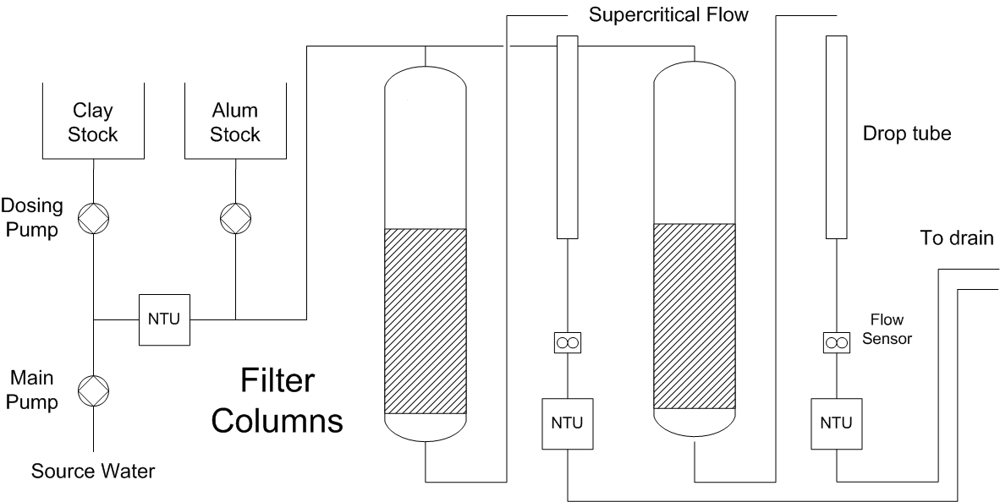 Supercritical Flow
Clay
Stock
Alum
Stock
Drop tube
Dosing
Pump
To drain
NTU
Flow
Sensor
Main
Pump
Filter
Columns
NTU
NTU
Source Water